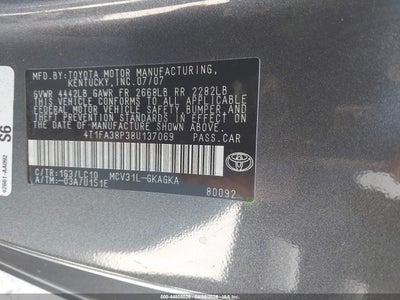 MFD.BY:TOYOTA MOTOR MANUFACTURING,
KENTUCKY,INC. 07/07
GVWR 4442LB GAWR FR 2668LB RR 2282LB
THIS VEHICLE CONFORMS TO ALL APPLICABLE
FEDERAL MOTOR VEHICLE SAFETY, BUMPER, AND
THEFT PREVENTION STANDARDS IN EFFECT ON
THE DATE OF MANUFACTURE SHOWN ABOVE.
4T1FA38P38U137069 PASS.CAR
C/TR:1G3/LC10 MCV31L-GKAGKA
A/TM:-03A/U151E
80092
TOYOTA
S6